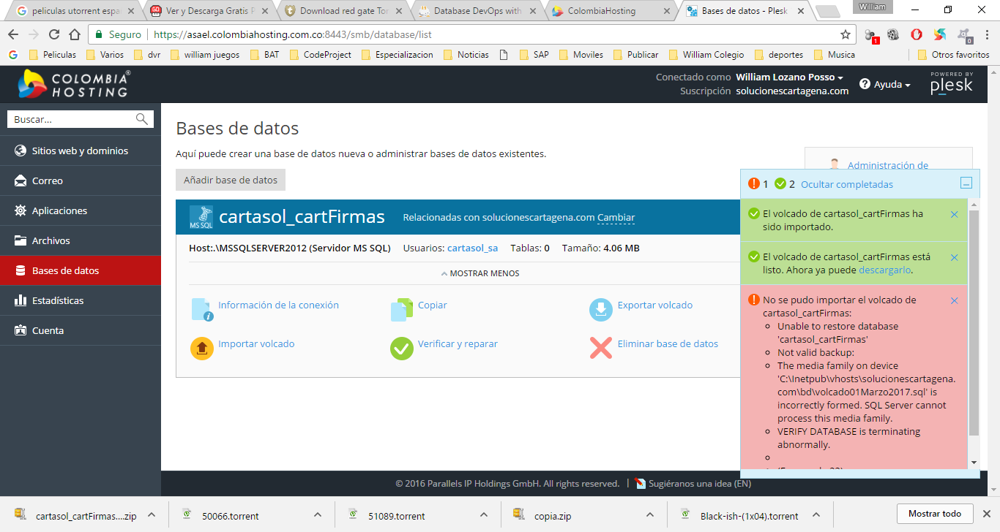 peliculas utorrent espa
Ver y Descarga Gratis P
Download red gate Tor
Database DevOps with
ColombiaHosting
Bases de datos - Plesk
William
Seguro
https://asael.colombiahosting.com.co:8443/smb/database/list
1
0
Peliculas
Varios
dvr
william juegos
BAT
CodeProject
Especializacion
Noticias
SAP
Moviles
Publicar
William Colegio
deportes
Musica
Otros favoritos
COLOMBIA®
HOSTING
Conectado como William Lozano Posso
Suscripción solucionescartagena.com
Ayuda
POWERED BY
plesk
Buscar...
Sitios web y dominios
Correo
Aplicaciones
Archivos
Bases de datos
Estadísticas
Cuenta
Bases de datos
Aquí puede crear una base de datos nueva o administrar bases de datos existentes.
Añadir base de datos
Administración de
MS SQL
cartasol_cartFirmas
Relacionadas con solucionescartagena.com Cambiar
Host:.\MSSQLSERVER2012 (Servidor MS SQL) Usuarios: cartasol_sa Tablas: 0 Tamaño: 4.06 MB
MOSTRAR MENOS
Información de la conexión
Copiar
Exportar volcado
Importar volcado
Verificar y reparar
Eliminar base de datos
1 2 Ocultar completadas
El volcado de cartasol_cartFirmas ha
sido importado.
El volcado de cartasol_cartFirmas está
listo. Ahora ya puede descargarlo.
No se pudo importar el volcado de
cartasol_cartFirmas:
Unable to restore database
'cartasol_cartFirmas'
Not valid backup:
The media family on device
'C:\Inetpub\vhosts\solucionescartagena.
com\bd\volcado01Marzo2017.sql' is
incorrectly formed. SQL Server cannot
process this media family.
VERIFY DATABASE is terminating
abnormally.
© 2016 Parallels IP Holdings GmbH. All rights reserved.
Sugiéranos una idea (EN)
cartasol_cartFirmas....zip
50066.torrent
51089.torrent
copia.zip
Black-ish-(1x04).torrent
Mostrar todo